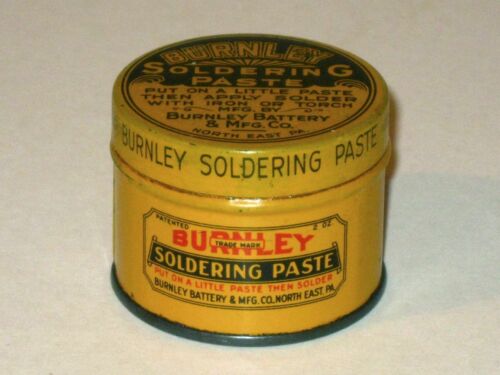 BURNLEY
SOLDERING
PASTE
PUT ON A LITTLE PASTE
THEN APPLY SOLDER
WITH IRON OR TORCH
MFG. BY
BURNLEY BATTERY
& MFG. CO.
NORTH EAST PA.
BURNLEY SOLDERING PASTE
PATENTED 2 OZ.
BURNLEY
TRADE MARK
SOLDERING PASTE
PUT ON A LITTLE PASTE THEN SOLDER
BURNLEY BATTERY & MFG. CO. NORTH EAST, PA.